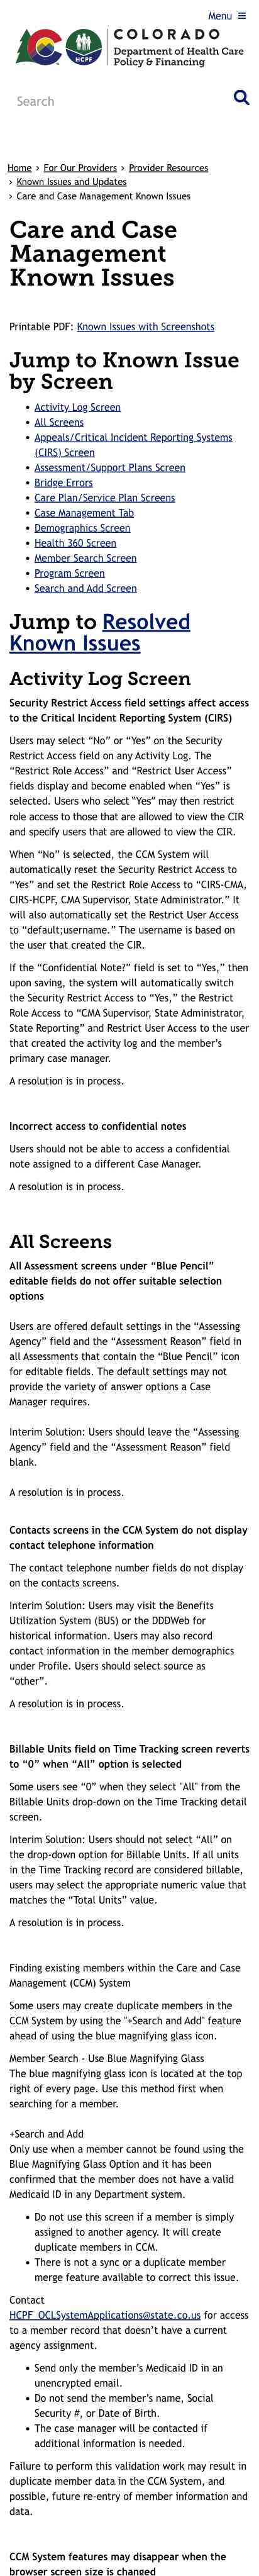 Menu ≡
COLORADO
Department of Health Care
Policy & Financing
HCPF
Search
Home › For Our Providers › Provider Resources
› Known Issues and Updates
› Care and Case Management Known Issues
Care and Case
Management
Known Issues
Printable PDF: Known Issues with Screenshots
Jump to Known Issue
by Screen
• Activity Log Screen
• All Screens
• Appeals/Critical Incident Reporting Systems
(CIRS) Screen
• Assessment/Support Plans Screen
• Bridge Errors
• Care Plan/Service Plan Screens
• Case Management Tab
• Demographics Screen
• Health 360 Screen
• Member Search Screen
• Program Screen
• Search and Add Screen
Jump to Resolved
Known Issues
Activity Log Screen
Security Restrict Access field settings affect access
to the Critical Incident Reporting System (CIRS)
Users may select “No” or “Yes” on the Security
Restrict Access field on any Activity Log. The
“Restrict Role Access” and “Restrict User Access”
fields display and become enabled when “Yes” is
selected. Users who select “Yes” may then restrict
role access to those that are allowed to view the CIR
and specify users that are allowed to view the CIR.
When “No” is selected, the CCM System will
automatically reset the Security Restrict Access to
“Yes” and set the Restrict Role Access to “CIRS-CMA,
CIRS-HCPF, CMA Supervisor, State Administrator.” It
will also automatically set the Restrict User Access
to “default;username.” The username is based on
the user that created the CIR.
If the “Confidential Note?” field is set to “Yes,” then
upon saving, the system will automatically switch
the Security Restrict Access to “Yes,” the Restrict
Role Access to “CMA Supervisor, State Administrator,
State Reporting” and Restrict User Access to the user
that created the activity log and the member’s
primary case manager.
A resolution is in process.
Incorrect access to confidential notes
Users should not be able to access a confidential
note assigned to a different Case Manager.
A resolution is in process.
All Screens
All Assessment screens under “Blue Pencil”
editable fields do not offer suitable selection
options
Users are offered default settings in the “Assessing
Agency” field and the “Assessment Reason” field in
all Assessments that contain the “Blue Pencil” icon
for editable fields. The default settings may not
provide the variety of answer options a Case
Manager requires.
Interim Solution: Users should leave the “Assessing
Agency” field and the “Assessment Reason” field
blank.
A resolution is in process.
Contacts screens in the CCM System do not display
contact telephone information
The contact telephone number fields do not display
on the contacts screens.
Interim Solution: Users may visit the Benefits
Utilization System (BUS) or the DDDWeb for
historical information. Users may also record
contact information in the member demographics
under Profile. Users should select source as
“other”.
A resolution is in process.
Billable Units field on Time Tracking screen reverts
to “0” when “All” option is selected
Some users see “0” when they select "All" from the
Billable Units drop-down on the Time Tracking detail
screen.
Interim Solution: Users should not select “All” on
the drop-down option for Billable Units. If all units
in the Time Tracking record are considered billable,
users may select the appropriate numeric value that
matches the “Total Units” value.
A resolution is in process.
Finding existing members within the Care and Case
Management (CCM) System
Some users may create duplicate members in the
CCM System by using the "+Search and Add" feature
ahead of using the blue magnifying glass icon.
Member Search - Use Blue Magnifying Glass
The blue magnifying glass icon is located at the top
right of every page. Use this method first when
searching for a member.
+Search and Add
Only use when a member cannot be found using the
Blue Magnifying Glass Option and it has been
confirmed that the member does not have a valid
Medicaid ID in any Department system.
• Do not use this screen if a member is simply
assigned to another agency. It will create
duplicate members in CCM.
• There is not a sync or a duplicate member
merge feature available to correct this issue.
Contact
HCPF_OCLSystemApplications@state.co.us for access
to a member record that doesn’t have a current
agency assignment.
• Send only the member’s Medicaid ID in an
unencrypted email.
• Do not send the member’s name, Social
Security #, or Date of Birth.
• The case manager will be contacted if
additional information is needed.
Failure to perform this validation work may result in
duplicate member data in the CCM System, and
possible, future re-entry of member information and
data.
CCM System features may disappear when the
browser screen size is changed